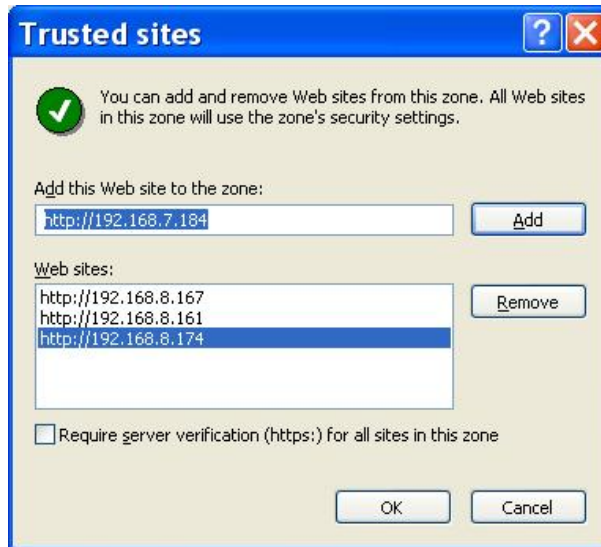 Trusted sites
You can add and remove Web sites from this zone. All Web sites
in this zone will use the zone's security settings.
Add this Web site to the zone:
http://192.168.7.184
Add
Web sites:
http://192.168.8.167
http://192.168.8.161
http://192.168.8.174
Remove
Require server verification (https:) for all sites in this zone
OK
Cancel